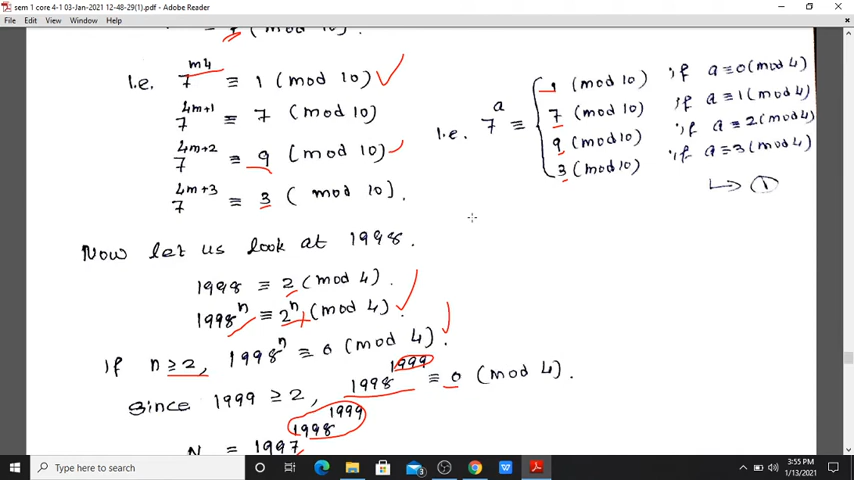 sem 1 core 4-1 03-Jan-2021 12-48-29(1).pdf - Adobe Reader
File Edit View Window Help
(mod 10).
i.e. 7^m4 ≡ 1 (mod 10)
7^4m+1 ≡ 7 (mod 10)
7^4m+2 ≡ 9 (mod 10)
7^4m+3 ≡ 3 (mod 10).
i.e. 7^a ≡ { 1 (mod 10) if a ≡ 0 (mod 4)
7 (mod 10) if a ≡ 1 (mod 4)
9 (mod 10) if a ≡ 2 (mod 4)
3 (mod 10) if a ≡ 3 (mod 4)
↳ ①
Now let us look at 1998.
1998 ≡ 2 (mod 4).
1998^n ≡ 2^n (mod 4).
If n ≥ 2, 1998^n ≡ 0 (mod 4).
Since 1999 ≥ 2, 1998^1999 ≡ 0 (mod 4).
N = 1997^1998^1999
Type here to search
3
3:55 PM
1/13/2021